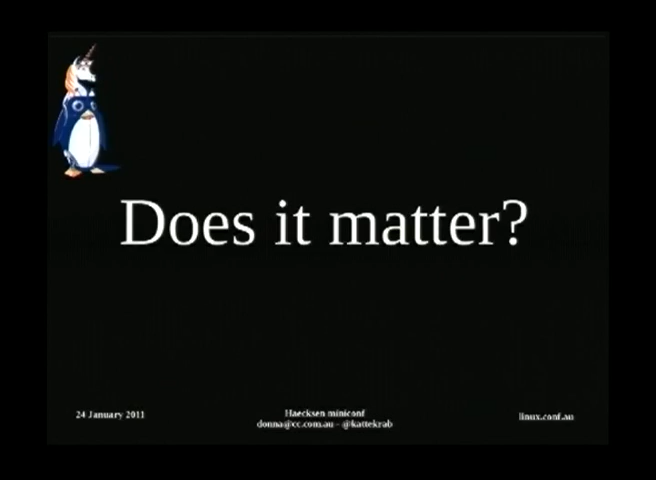 Does it matter?
24 January 2011
Haecksen miniconf
donna@cc.com.au - @kattekrab
linux.conf.au